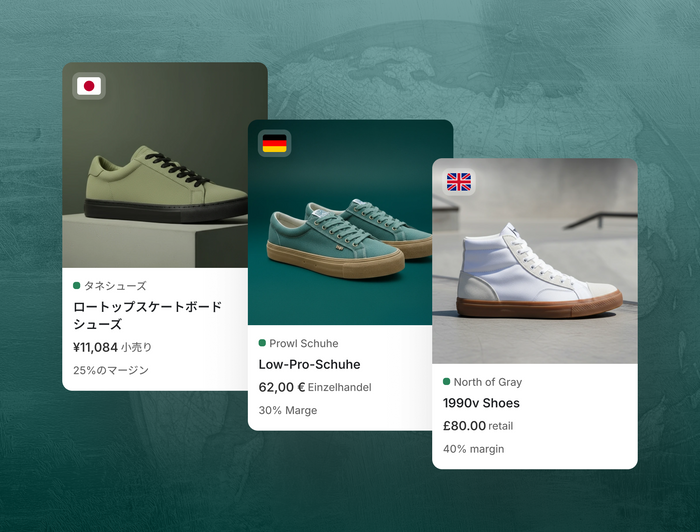 タネシューズ
ロートップスケートボード
シューズ
¥11,084 小売り
25%のマージン
Prowl Schuhe
Low-Pro-Schuhe
62,00 € Einzelhandel
30% Marge
North of Gray
1990v Shoes
£80.00 retail
40% margin